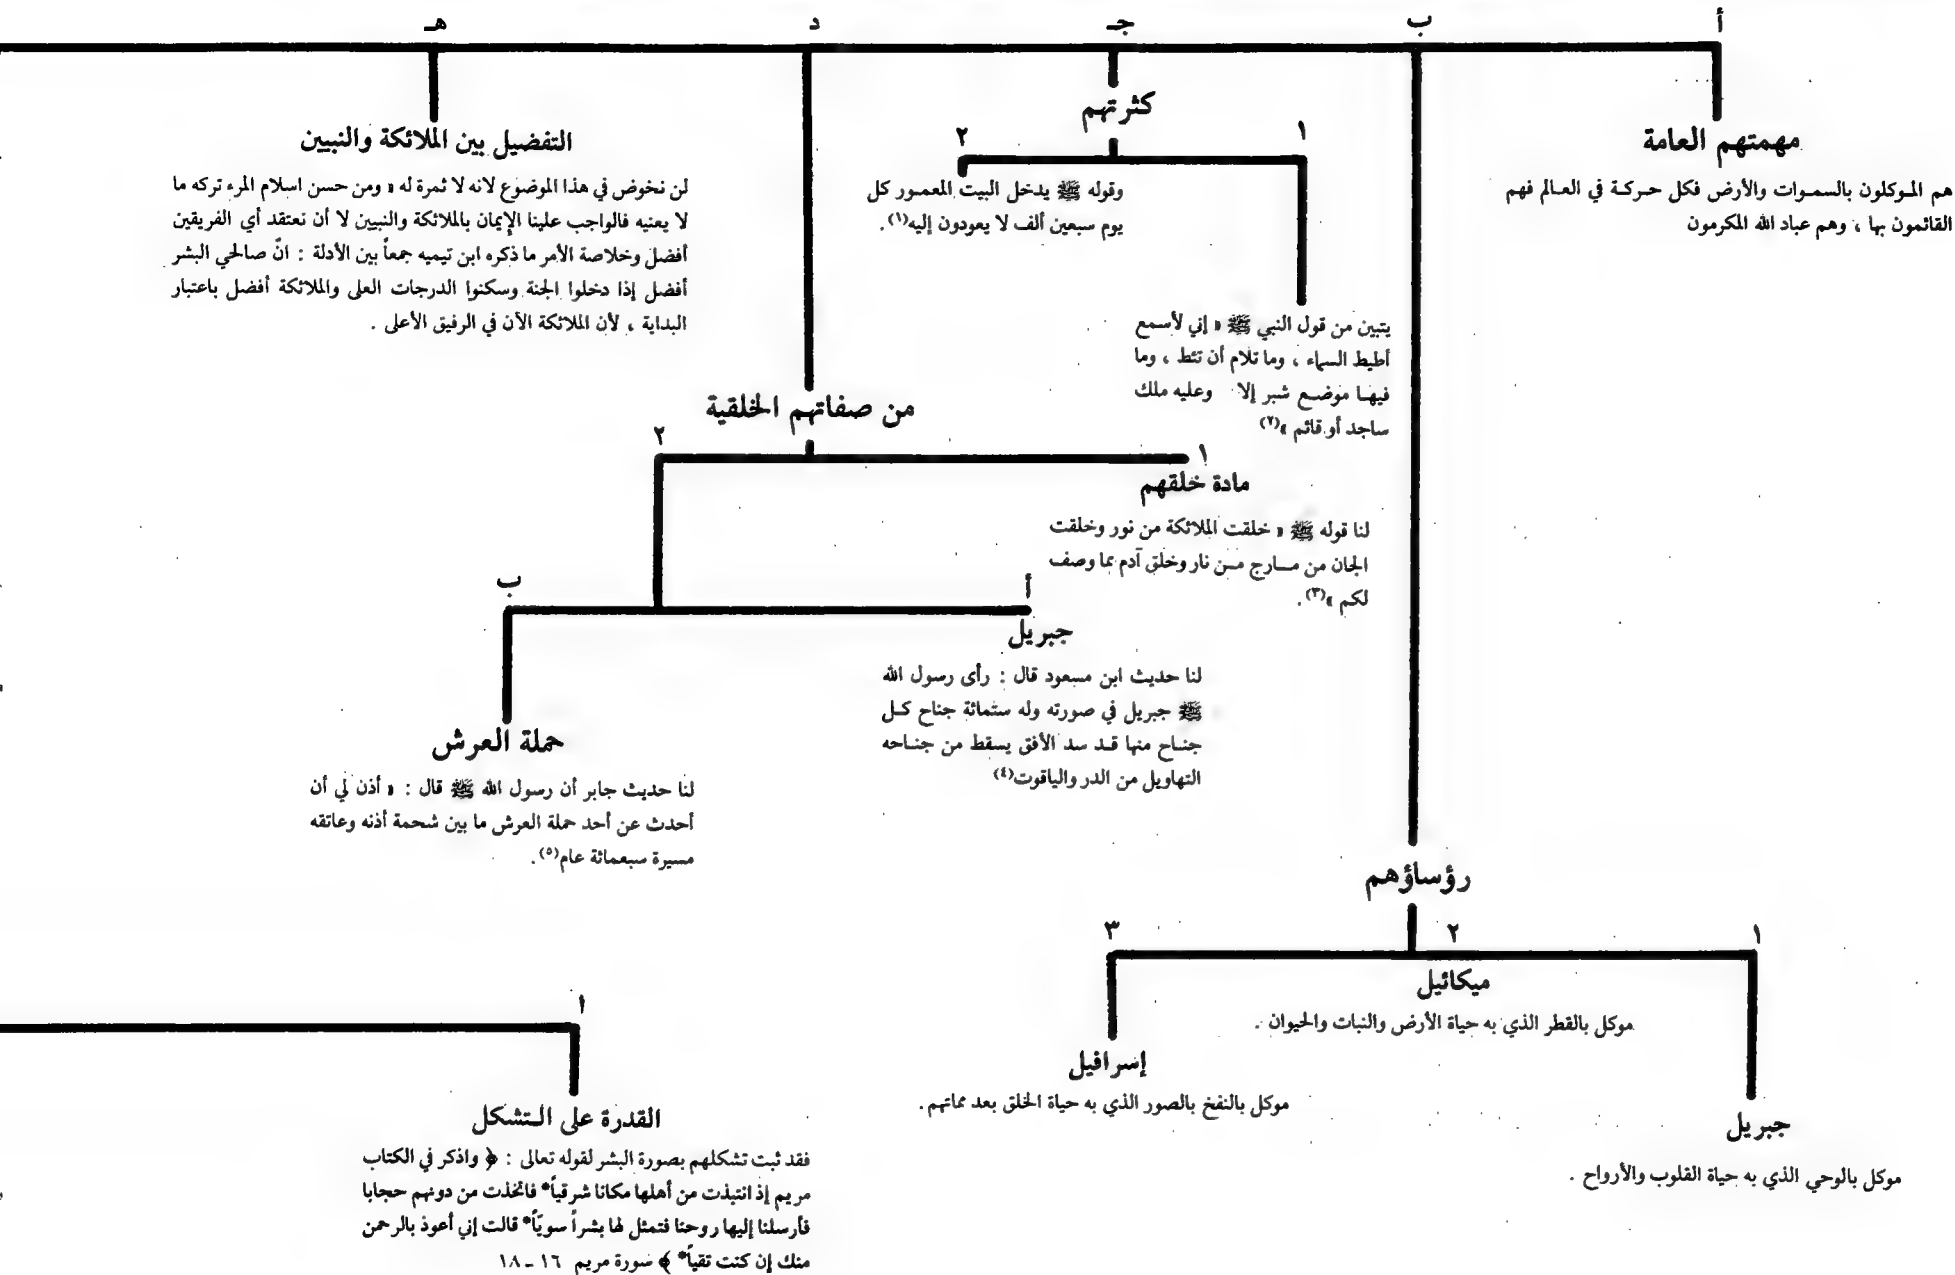 أ
مهمتهم العامة
هم الموكلون بالسموات والأرض فكل حركة في العالم فهم
القائمون بها ، وهم عباد الله المكرمون
ب
رؤساؤهم
١
جبريل
موكل بالوحي الذي به حياة القلوب والأرواح .
٢
ميكائيل
موكل بالقطر الذي به حياة الأرض والنبات والحيوان .
٣
إسرافيل
موكل بالنفخ بالصور الذي به حياة الخلق بعد مماتهم .
جـ
كثرتهم
١
يتبين من قول النبي ﷺ « إني لأسمع
أطيط السماء ، وما تلام أن تئط ، وما
فيها موضع شبر إلا وعليه ملك
ساجد أو قائم »(٢)
٢
وقوله ﷺ يدخل البيت المعمور كل
يوم سبعين ألف لا يعودون إليه(١) .
د
من صفاتهم الخلقية
١
مادة خلقهم
لنا قوله ﷺ « خلقت الملائكة من نور وخلقت
الجان من مارج من نار وخلق آدم مما وصف
لكم »(٣) .
٢
أ
جبريل
لنا حديث ابن مسعود قال : رأى رسول الله
ﷺ جبريل في صورته وله ستمائة جناح كل
جناح منها قد سد الأفق يسقط من جناحه
التهاويل من الدر والياقوت(٤)
ب
حملة العرش
لنا حديث جابر أن رسول الله ﷺ قال : « أذن لي أن
أحدث عن أحد حملة العرش ما بين شحمة أذنه وعاتقه
مسيرة سبعمائة عام(٥) .
هـ
التفضيل بين الملائكة والنبيين
لن نخوض في هذا الموضوع لانه لا ثمرة له « ومن حسن اسلام المرء تركه ما
لا يعنيه فالواجب علينا الإيمان بالملائكة والنبيين لا أن نعتقد أي الفريقين
أفضل وخلاصة الأمر ما ذكره ابن تيميه جمعاً بين الأدلة : انّ صالحي البشر
أفضل إذا دخلوا الجنة وسكنوا الدرجات العلى والملائكة أفضل باعتبار
البداية ، لأن الملائكة الآن في الرفيق الأعلى .
١
القدرة على التشكل
فقد ثبت تشكلهم بصورة البشر لقوله تعالى : ﴿ واذكر في الكتاب
مريم إذ انتبذت من أهلها مكانا شرقياً* فاتخذت من دونهم حجابا
فأرسلنا إليها روحنا فتمثل لها بشراً سويّاً* قالت إني أعوذ بالرحمن
منك إن كنت تقياً* ﴾ سورة مريم ١٦ - ١٨